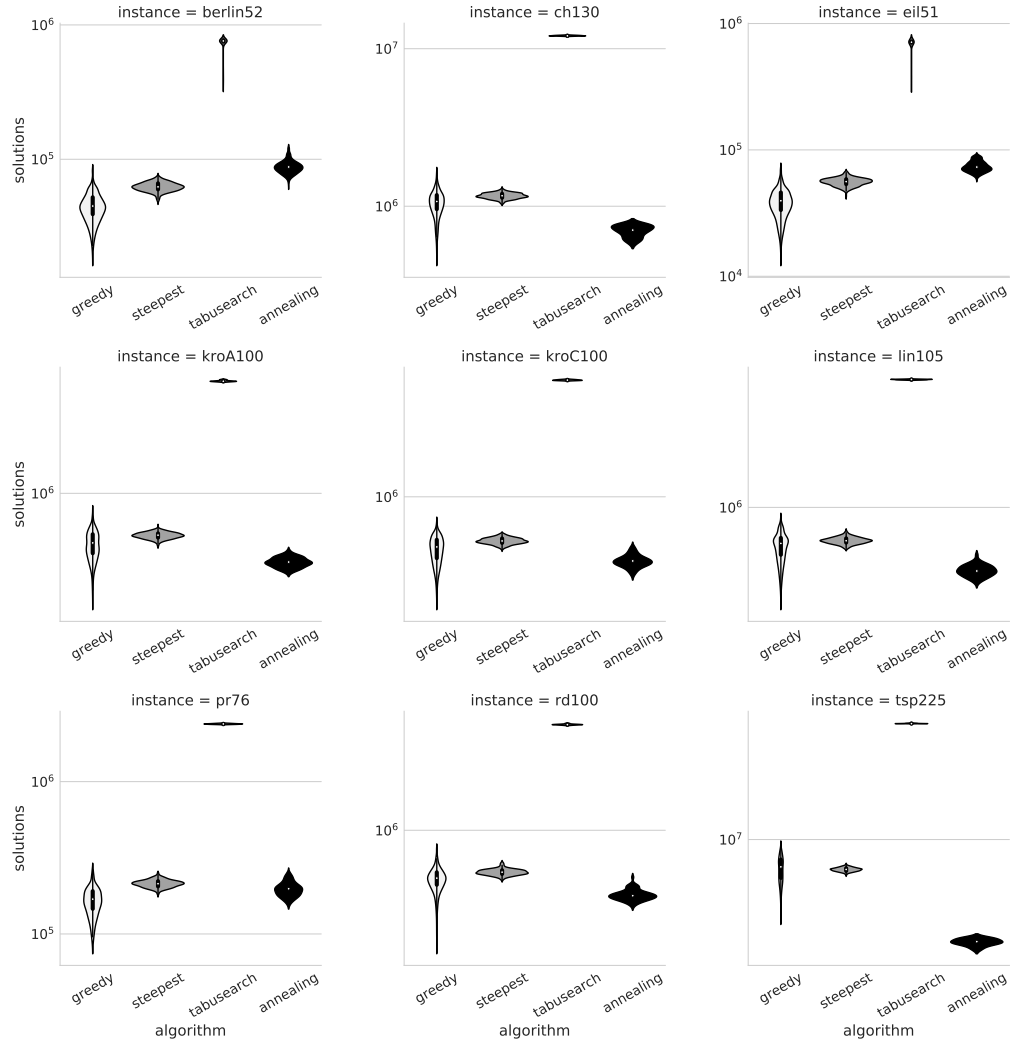 instance = berlin52
instance = ch130
instance = eil51
solutions
10⁶
10⁵
10⁷
10⁶
10⁶
10⁵
10⁴
greedy
steepest
tabusearch
annealing
greedy
steepest
tabusearch
annealing
greedy
steepest
tabusearch
annealing
instance = kroA100
instance = kroC100
instance = lin105
solutions
10⁶
10⁶
10⁶
greedy
steepest
tabusearch
annealing
greedy
steepest
tabusearch
annealing
greedy
steepest
tabusearch
annealing
instance = pr76
instance = rd100
instance = tsp225
solutions
10⁶
10⁵
10⁶
10⁷
greedy
steepest
tabusearch
annealing
greedy
steepest
tabusearch
annealing
greedy
steepest
tabusearch
annealing
algorithm
algorithm
algorithm